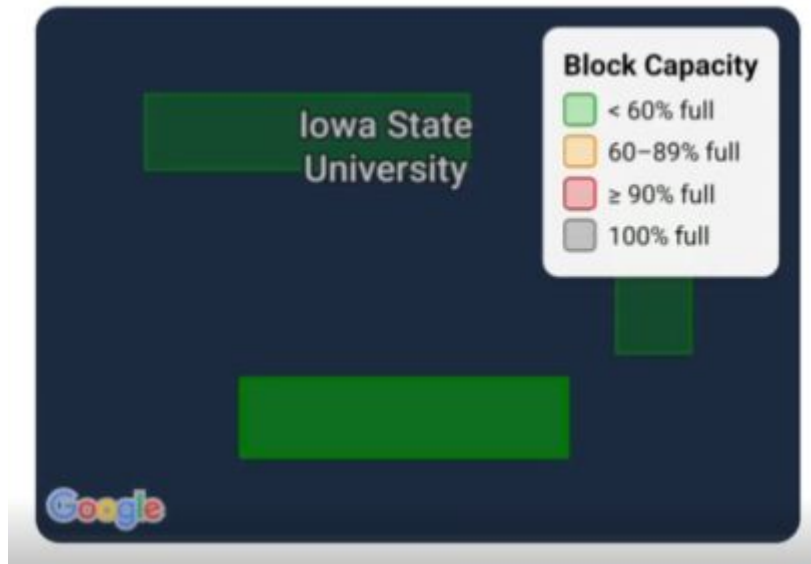 Iowa State
University
Block Capacity
< 60% full
60–89% full
≥ 90% full
100% full
Google